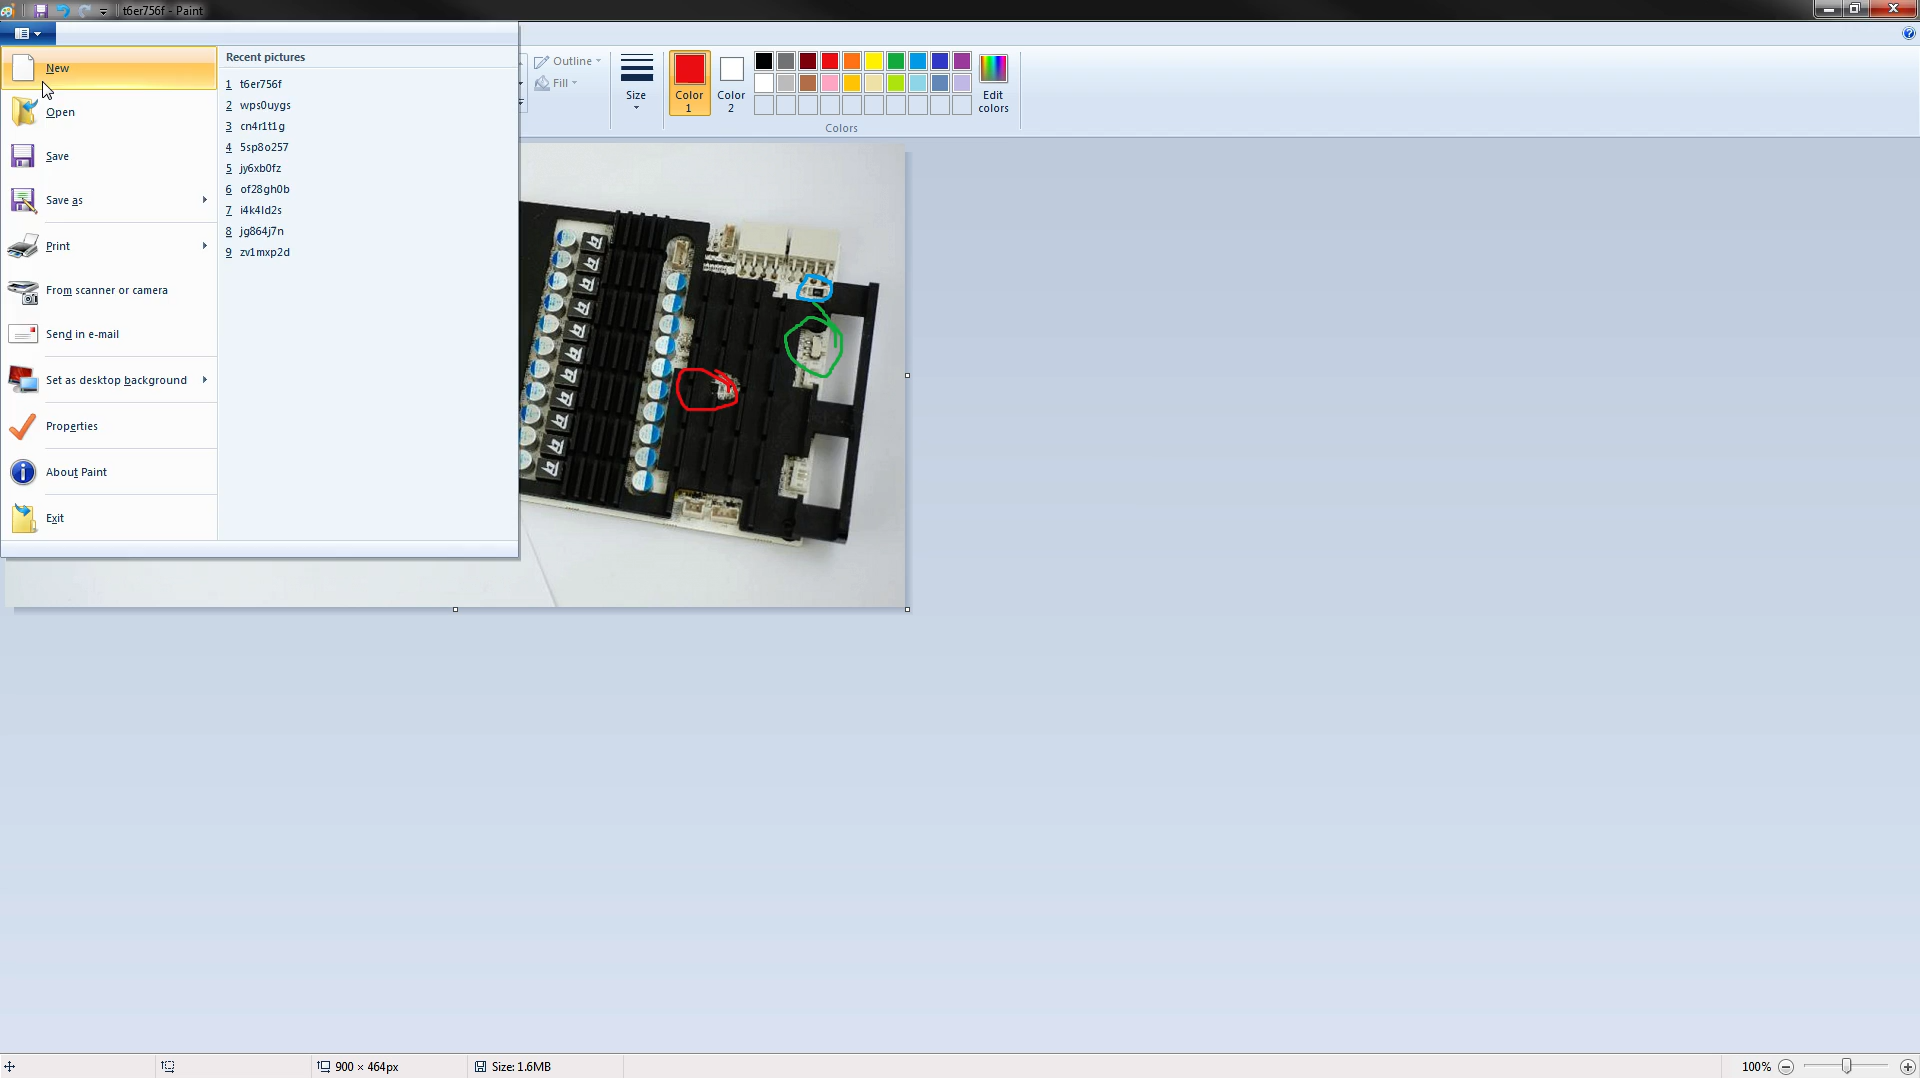 t6er756f - Paint
New
Open
Save
Save as
Print
From scanner or camera
Send in e-mail
Set as desktop background
Properties
About Paint
Exit
Recent pictures
1 t6er756f
2 wps0uygs
3 cn4r1t1g
4 5sp8o257
5 jy6xb0fz
6 of28gh0b
7 i4k4ld2s
8 jg864j7n
9 zv1mxp2d
Outline
Fill
Size
Color
1
Color
2
Edit
colors
Colors
900 × 464px
Size: 1.6MB
100%